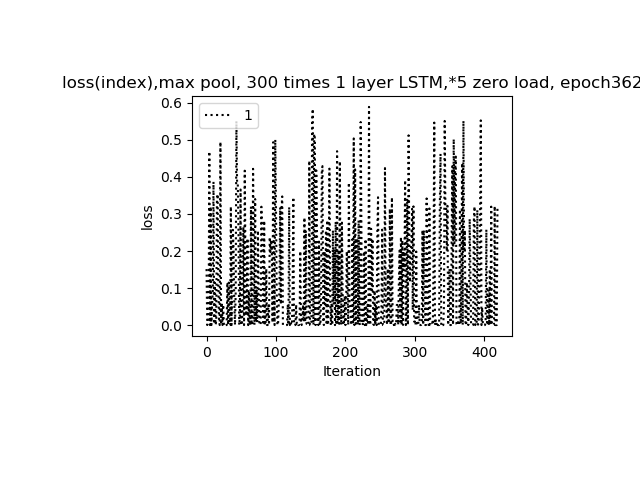 loss(index),max pool, 300 times 1 layer LSTM,*5 zero load, epoch362
1
0.6
0.5
0.4
0.3
0.2
0.1
0.0
loss
0 100 200 300 400
Iteration